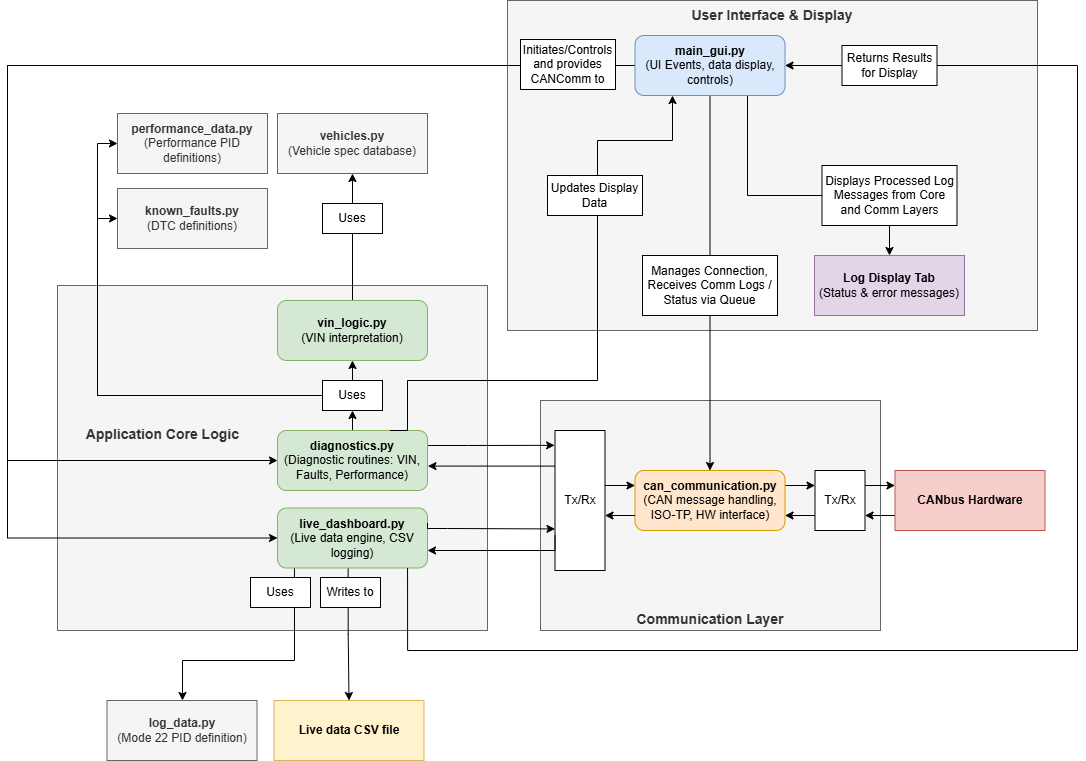 User Interface & Display
Initiates/Controls
and provides
CANComm to
main_gui.py
(UI Events, data display,
controls)
Returns Results
for Display
performance_data.py
(Performance PID
definitions)
vehicles.py
(Vehicle spec database)
known_faults.py
(DTC definitions)
Uses
Updates Display
Data
Displays Processed Log
Messages from Core
and Comm Layers
Manages Connection,
Receives Comm Logs /
Status via Queue
Log Display Tab
(Status & error messages)
vin_logic.py
(VIN interpretation)
Uses
Application Core Logic
diagnostics.py
(Diagnostic routines: VIN,
Faults, Performance)
live_dashboard.py
(Live data engine, CSV
logging)
Uses
Writes to
Tx/Rx
can_communication.py
(CAN message handling,
ISO-TP, HW interface)
Tx/Rx
CANbus Hardware
Communication Layer
log_data.py
(Mode 22 PID definition)
Live data CSV file